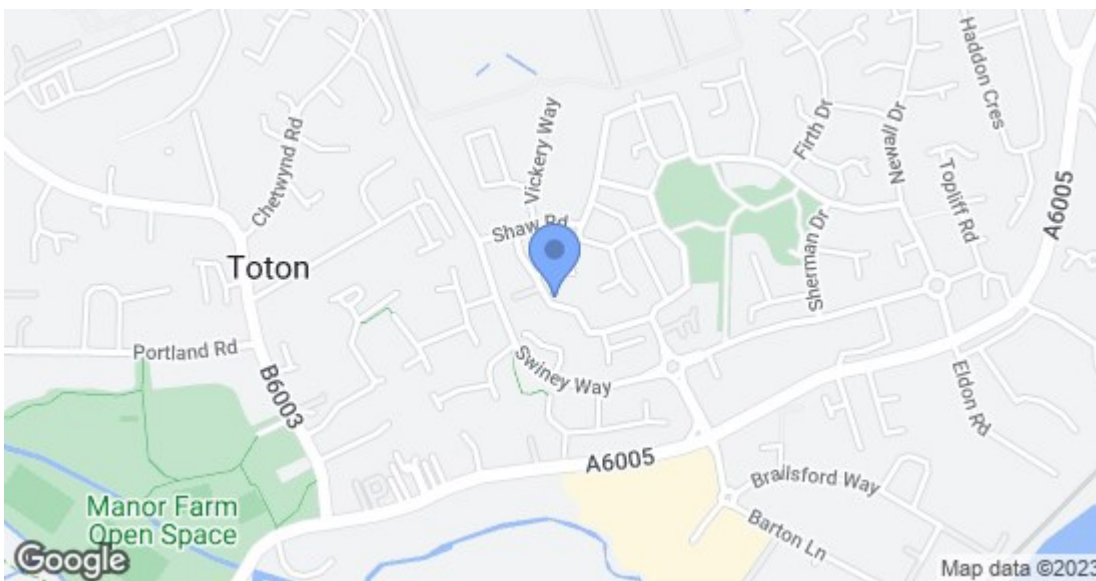 Haddon Cres
Firth Dr
Newall Dr
Vickery Way
Chetwynd Rd
Topliff Rd
A6005
Shaw Rd
Sherman Dr
Toton
Portland Rd
B6003
Swiney Way
Eldon Rd
A6005
Brailsford Way
Barton Ln
Manor Farm
Open Space
Google
Map data ©2023